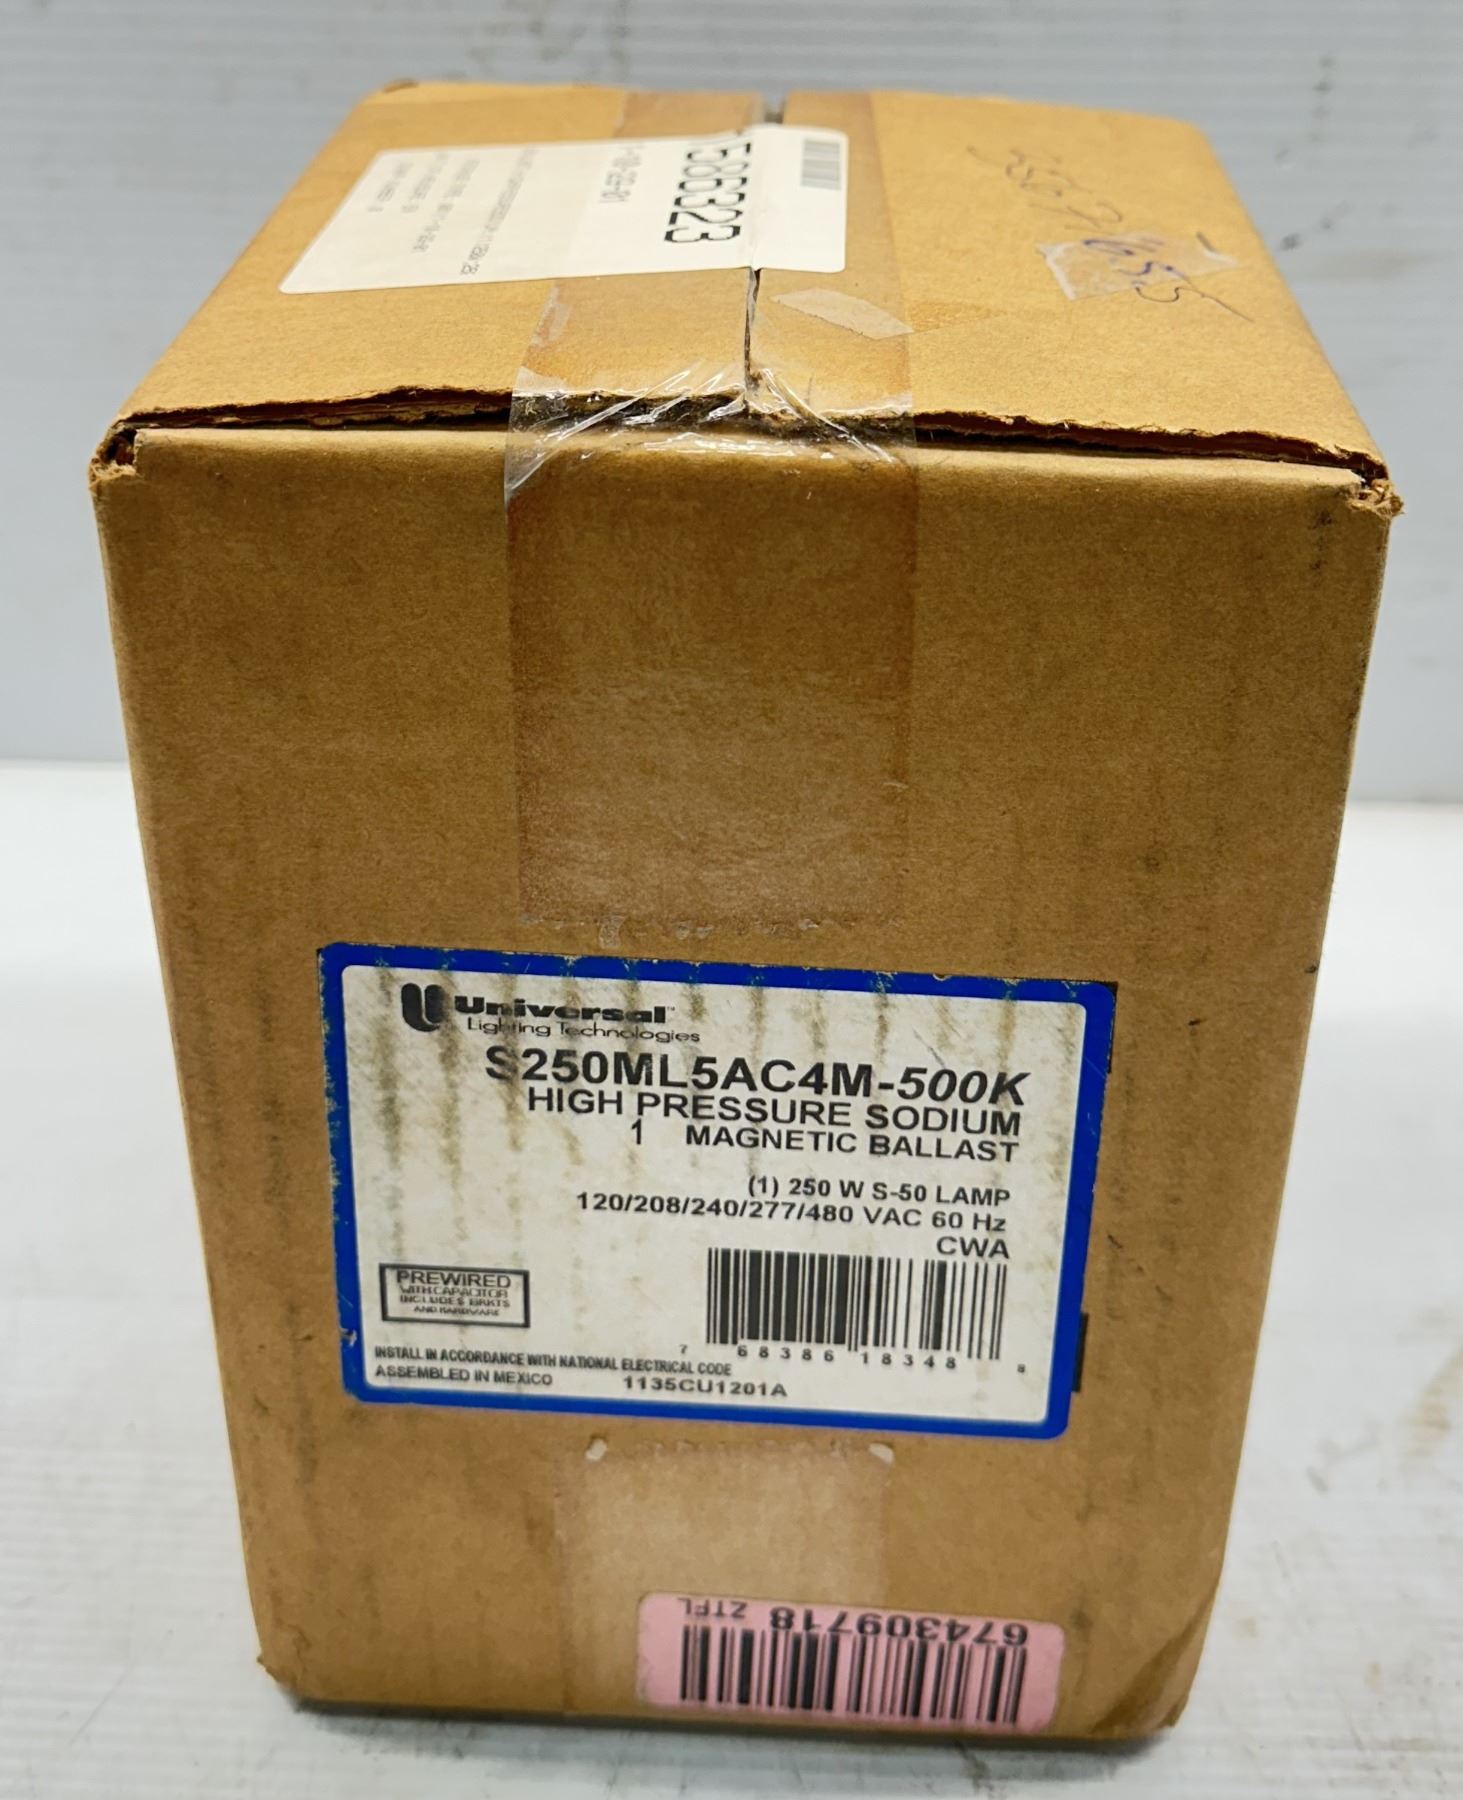 5866323
Universal™
Lighting Technologies
S250ML5AC4M-500K
HIGH PRESSURE SODIUM
1 MAGNETIC BALLAST
(1) 250 W S-50 LAMP
120/208/240/277/480 VAC 60 Hz
CWA
PREWIRED
WITH CAPACITOR
INCLUDES BRKTS
AND HARDWARE
7 68386 18348 8
INSTALL IN ACCORDANCE WITH NATIONAL ELECTRICAL CODE
ASSEMBLED IN MEXICO 1135CU1201A
674309718 ZTFL